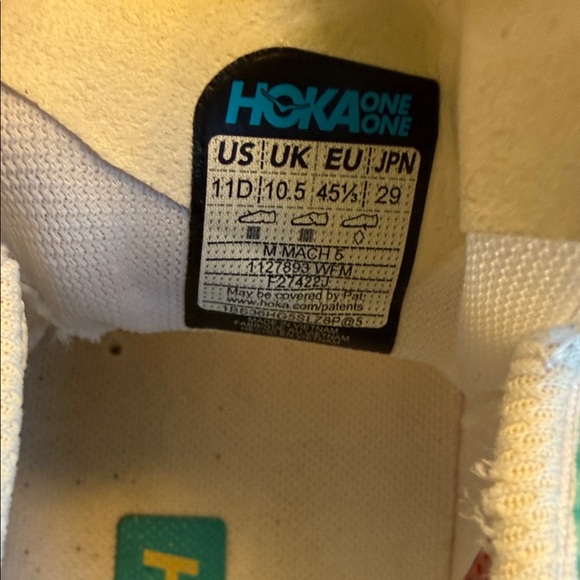 HOKA ONE ONE
US UK EU JPN
11D 10.5 45⅓ 29
M MACH 5
1127893 WFM
F27422J
May be covered by Pat.
www.hoka.com/patents
VIETNAM
T